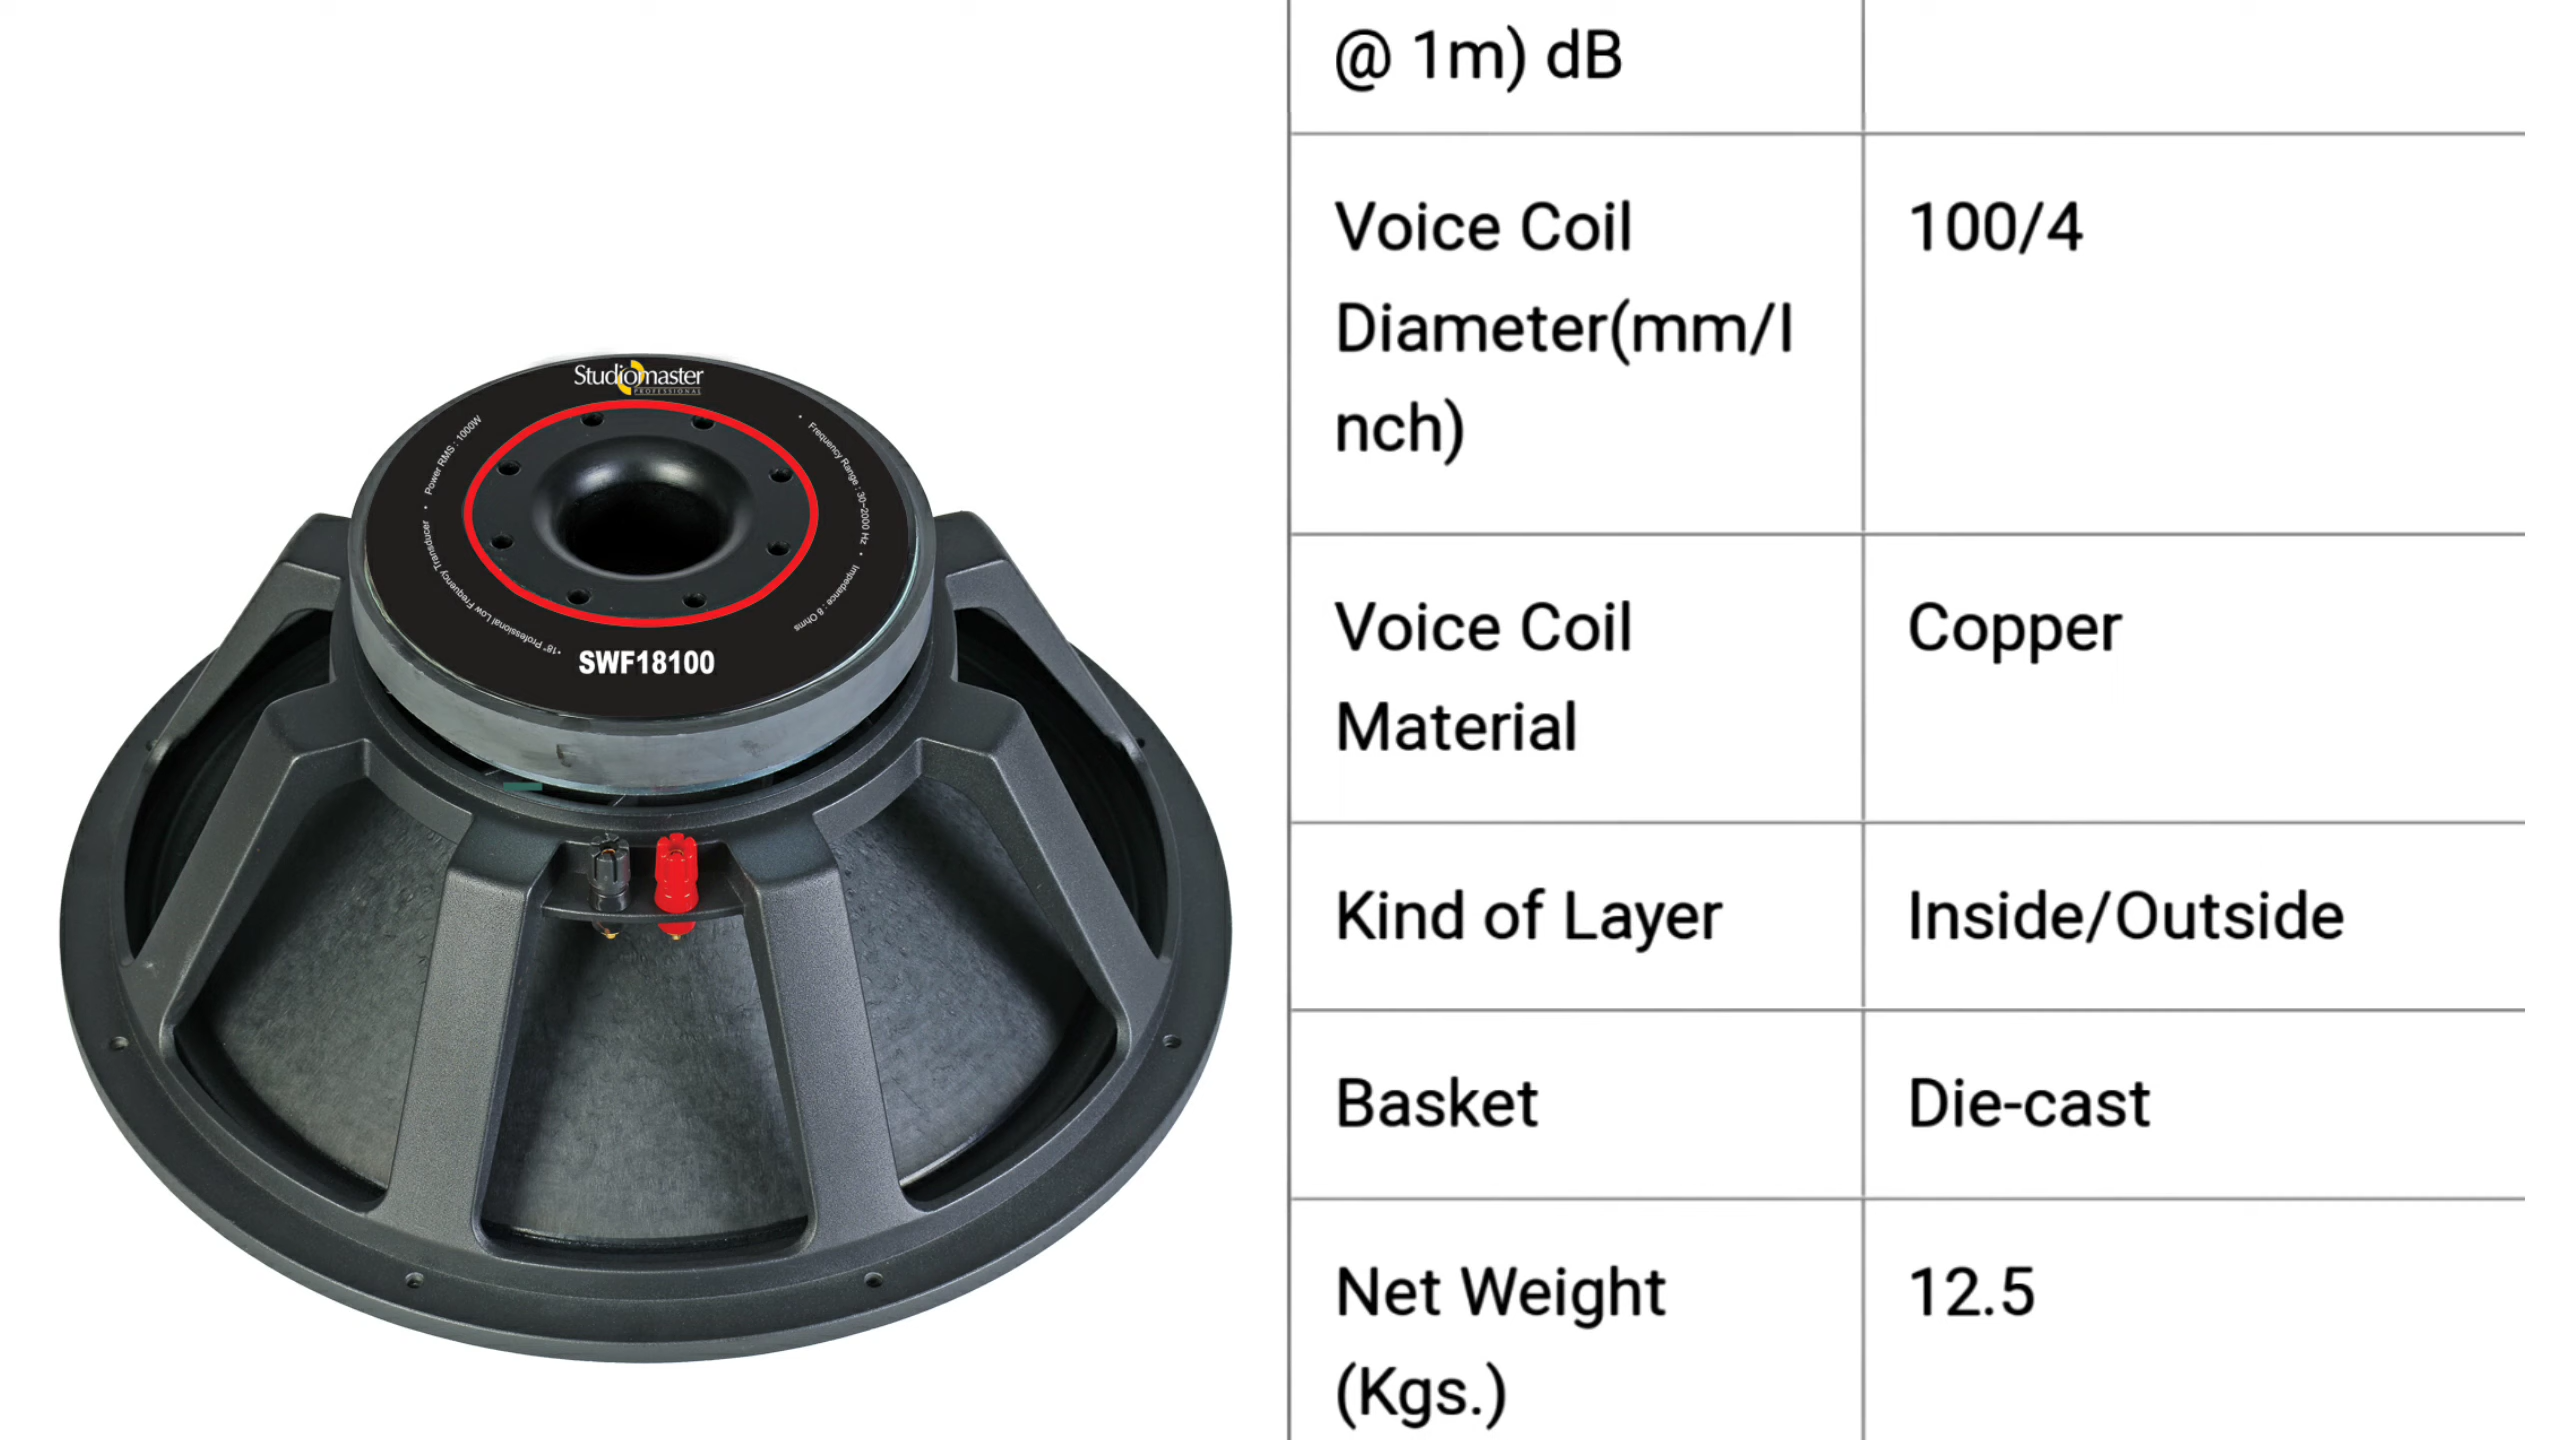 Studiomaster
PROFESSIONAL
• Power RMS : 1000W
• Frequency Range : 30~2000 Hz
• Impedance : 8 Ohms
•18" Professional Low Frequency Transducer
SWF18100
@ 1m) dB
Voice Coil
Diameter(mm/I
nch)
100/4
Voice Coil
Material
Copper
Kind of Layer
Inside/Outside
Basket
Die-cast
Net Weight
(Kgs.)
12.5